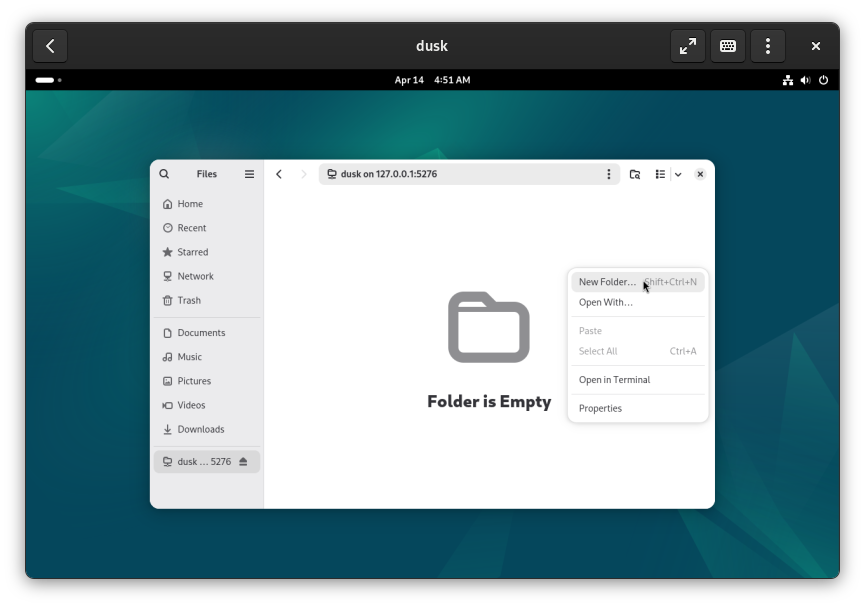 dusk
Apr 14 4:51 AM
Files
dusk on 127.0.0.1:5276
Home
Recent
Starred
Network
Trash
Documents
Music
Pictures
Videos
Downloads
dusk ... 5276
Folder is Empty
New Folder... Shift+Ctrl+N
Open With...
Paste
Select All Ctrl+A
Open in Terminal
Properties